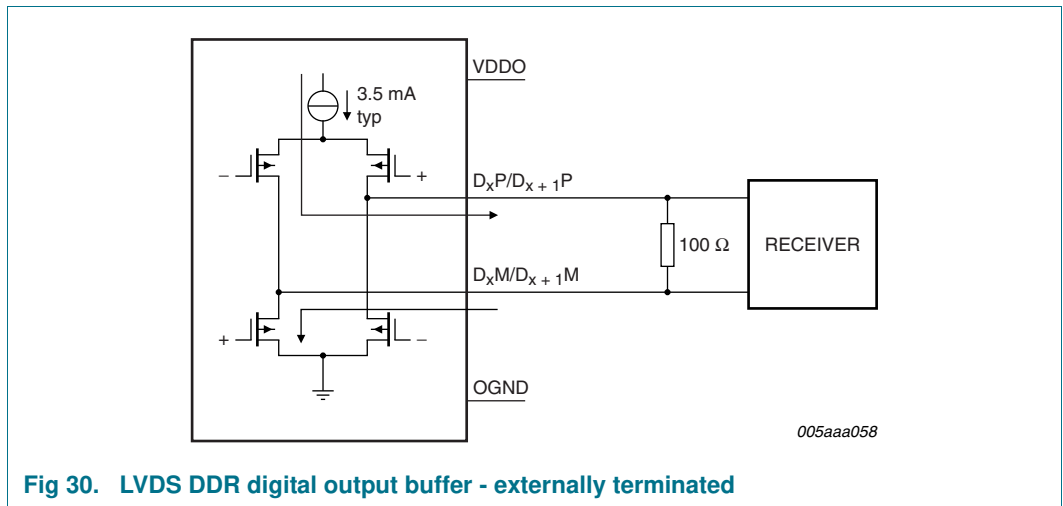 VDDO
3.5 mA
typ
−
+
DxP/Dx + 1P
100 Ω
RECEIVER
DxM/Dx + 1M
+
−
OGND
005aaa058
Fig 30. LVDS DDR digital output buffer - externally terminated